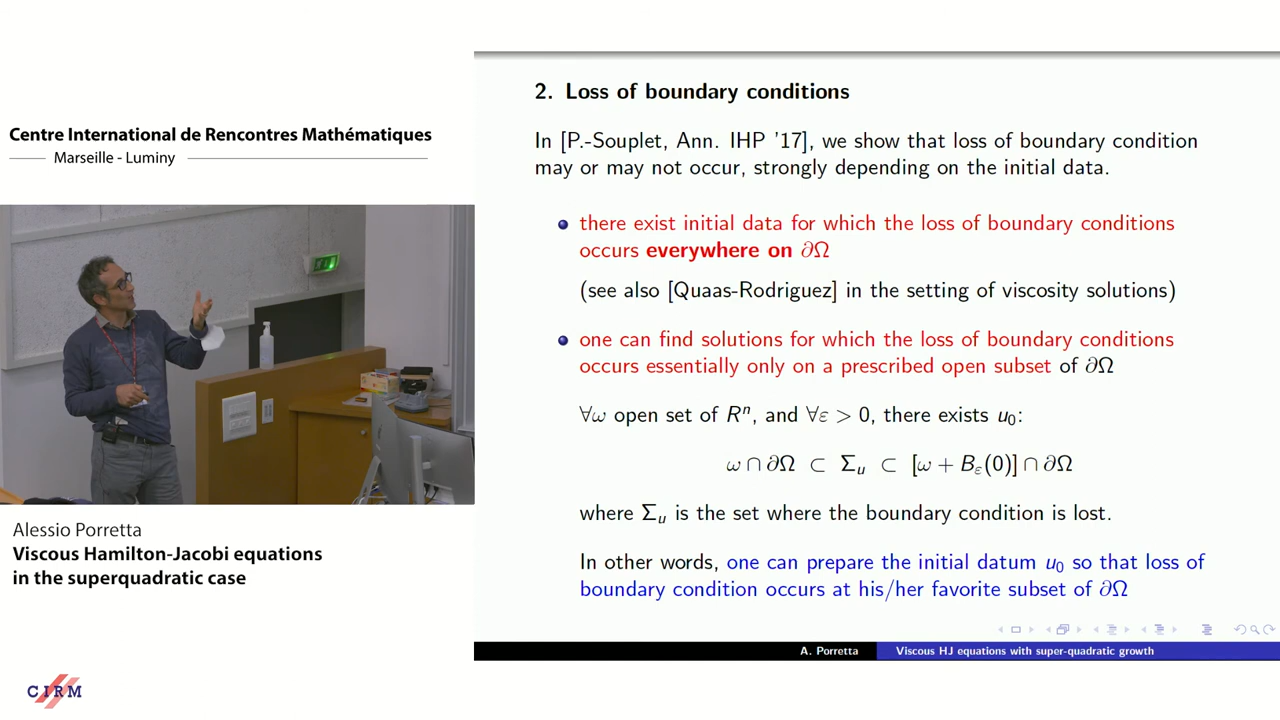 Centre International de Rencontres Mathématiques
Marseille - Luminy
Alessio Porretta
Viscous Hamilton-Jacobi equations
in the superquadratic case
CIRM
2. Loss of boundary conditions
In [P.-Souplet, Ann. IHP '17], we show that loss of boundary condition
may or may not occur, strongly depending on the initial data.
there exist initial data for which the loss of boundary conditions
occurs everywhere on ∂Ω
(see also [Quaas-Rodriguez] in the setting of viscosity solutions)
one can find solutions for which the loss of boundary conditions
occurs essentially only on a prescribed open subset of ∂Ω
∀ω open set of Rⁿ, and ∀ε > 0, there exists u₀:
ω ∩ ∂Ω ⊂ Σᵤ ⊂ [ω + Bε(0)] ∩ ∂Ω
where Σᵤ is the set where the boundary condition is lost.
In other words, one can prepare the initial datum u₀ so that loss of
boundary condition occurs at his/her favorite subset of ∂Ω
A. Porretta Viscous HJ equations with super-quadratic growth